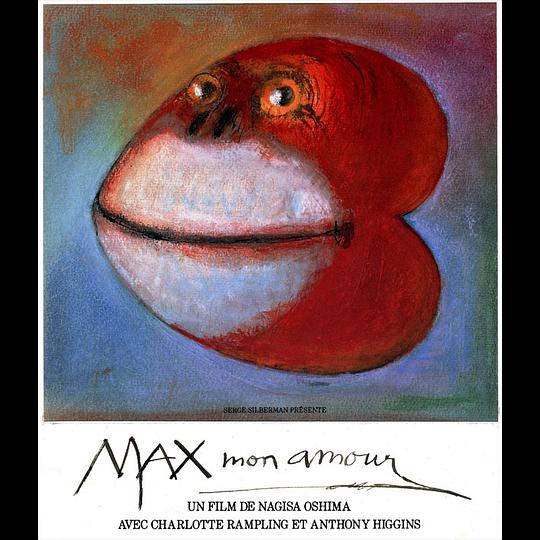 SERGE SILBERMAN PRÉSENTE
MAX mon amour
UN FILM DE NAGISA OSHIMA
AVEC CHARLOTTE RAMPLING ET ANTHONY HIGGINS